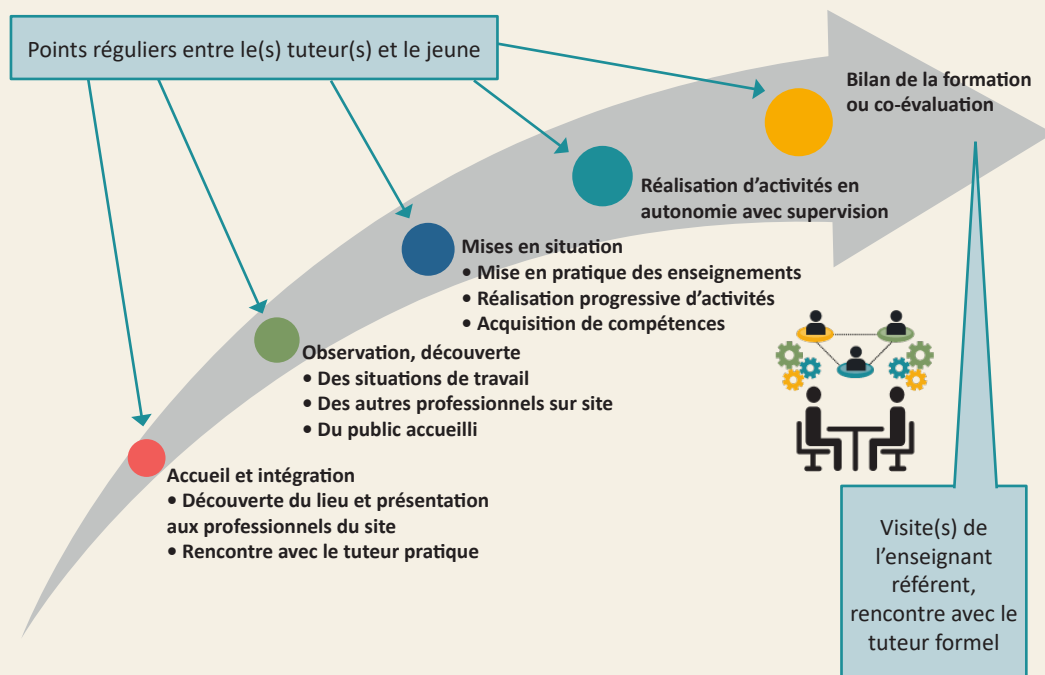 Points réguliers entre le(s) tuteur(s) et le jeune
Bilan de la formation
ou co-évaluation
Réalisation d’activités en
autonomie avec supervision
Mises en situation
• Mise en pratique des enseignements
• Réalisation progressive d’activités
• Acquisition de compétences
Observation, découverte
• Des situations de travail
• Des autres professionnels sur site
• Du public accueilli
Accueil et intégration
• Découverte du lieu et présentation
aux professionnels du site
• Rencontre avec le tuteur pratique
Visite(s) de
l’enseignant
référent,
rencontre avec le
tuteur formel